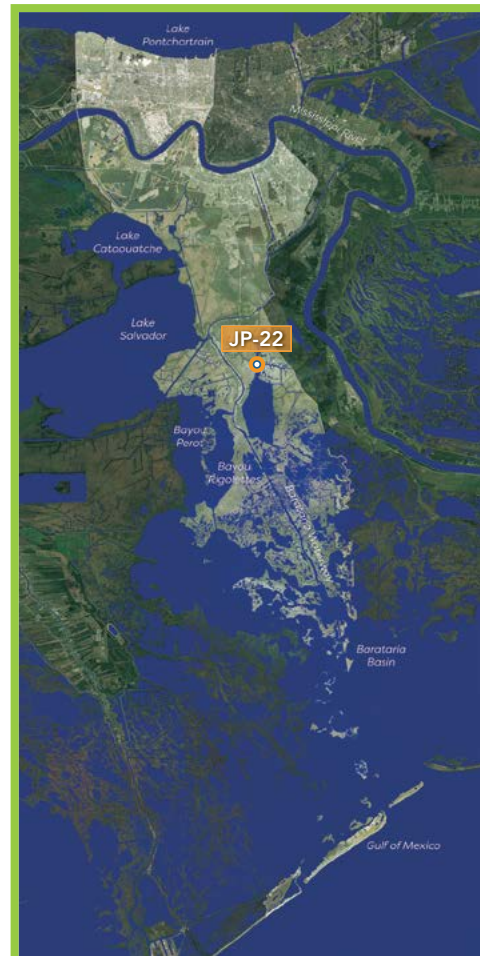 Lake
Pontchartrain
Mississippi River
Lake
Cataouatche
Lake
Salvador
JP-22
Bayou
Perot
Bayou
Rigolettes
Barataria Waterway
Barataria
Basin
Gulf of Mexico